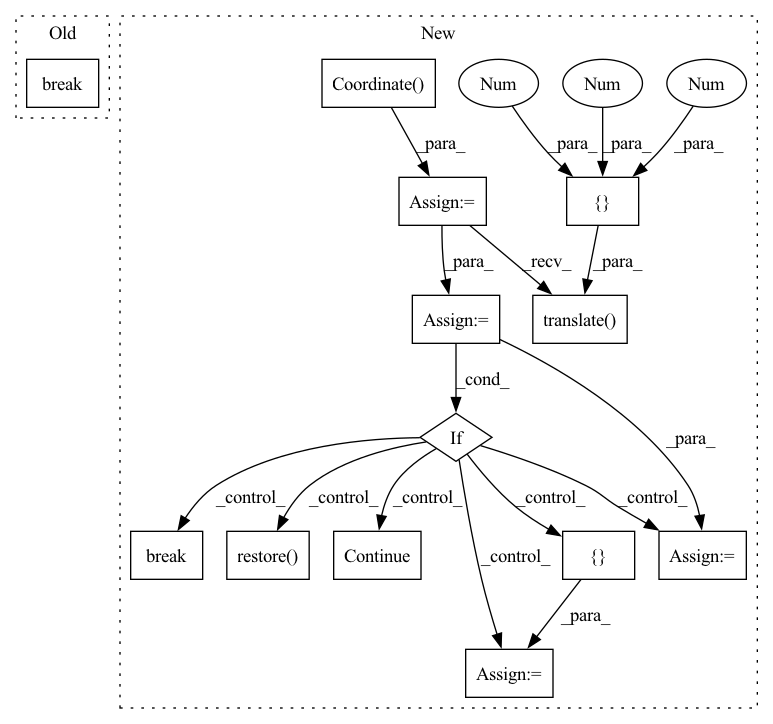 Old
New
break
Coordinate()
Num
Num
Num
_para_
_para_
_para_
_para_
Assign:=
{}
_para_
_recv_
_para_
Assign:=
translate()
_cond_
_para_
If
_control_
_control_
_control_
_control_
_control_
break
restore()
Continue
_control_
{}
Assign:=
_para_
Assign:=